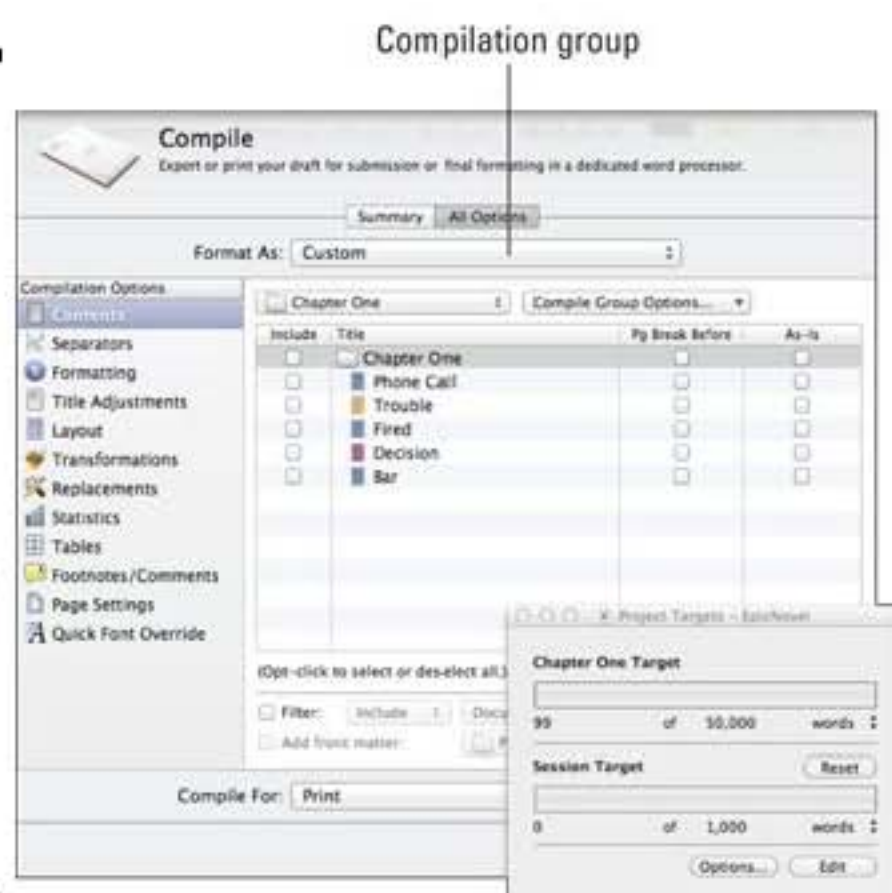 Compilation group
Compile
Export or print your draft for submission or final formatting in a dedicated word processor.
Summary All Options
Format As: Custom
Compilation Options
Contents
Separators
Formatting
Title Adjustments
Layout
Transformations
Replacements
Statistics
Tables
Footnotes/Comments
Page Settings
Quick Font Override
Chapter One Compile Group Options...
Include Title Pg Break Before As-Is
Chapter One
Phone Call
Trouble
Fired
Decision
Bar
(Opt-click to select or des-elect all.)
Filter: Include Docu
Add front matter: P
Compile For: Print
Project Targets - EpicNovel
Chapter One Target
95 of 50,000 words
Session Target Reset
0 of 1,000 words
Options... Edit